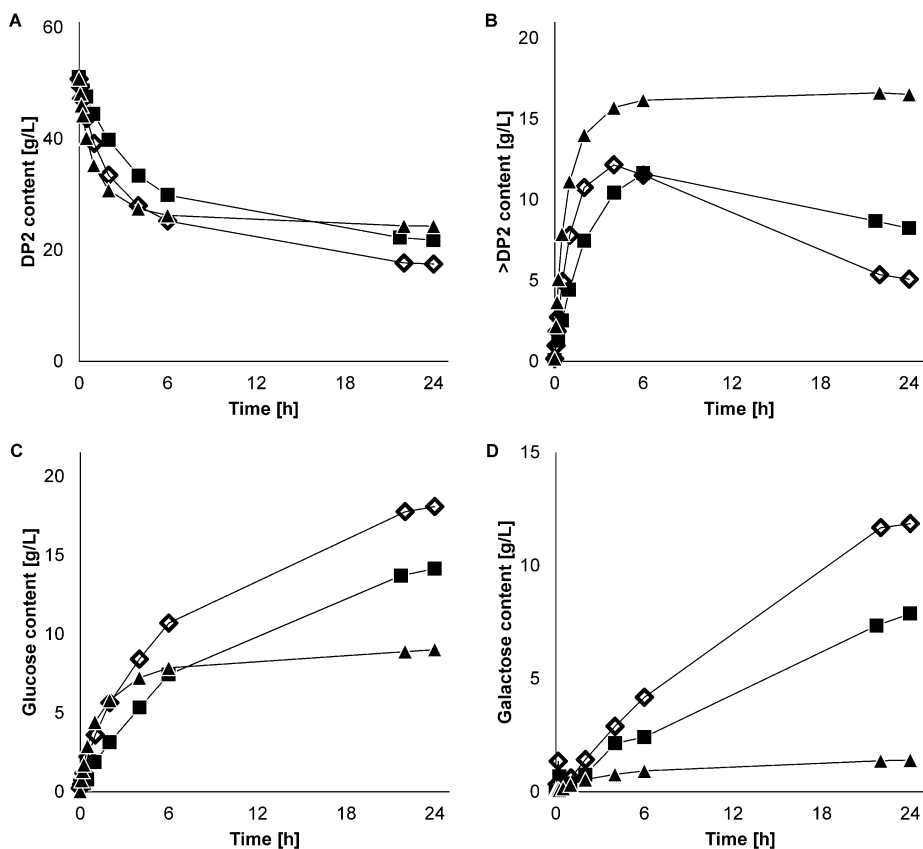 A
60
40
20
0
DP2 content [g/L]
0 6 12 18 24
Time [h]
B
20
15
10
5
0
>DP2 content [g/L]
0 6 12 18 24
Time [h]
C
20
15
10
5
0
Glucose content [g/L]
0 6 12 18 24
Time [h]
D
15
10
5
0
Galactose content [g/L]
0 6 12 18 24
Time [h]